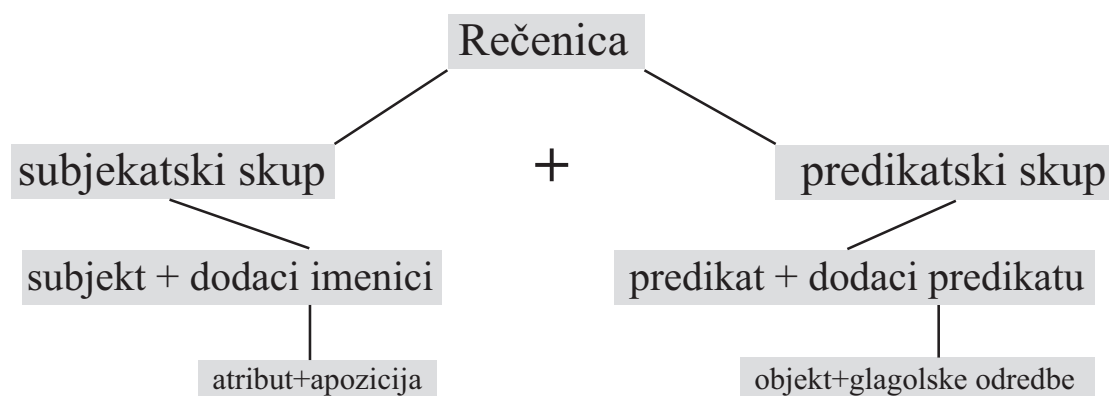 Rečenica
subjekatski skup + predikatski skup
subjekt + dodaci imenici predikat + dodaci predikatu
atribut+apozicija objekt+glagolske odredbe